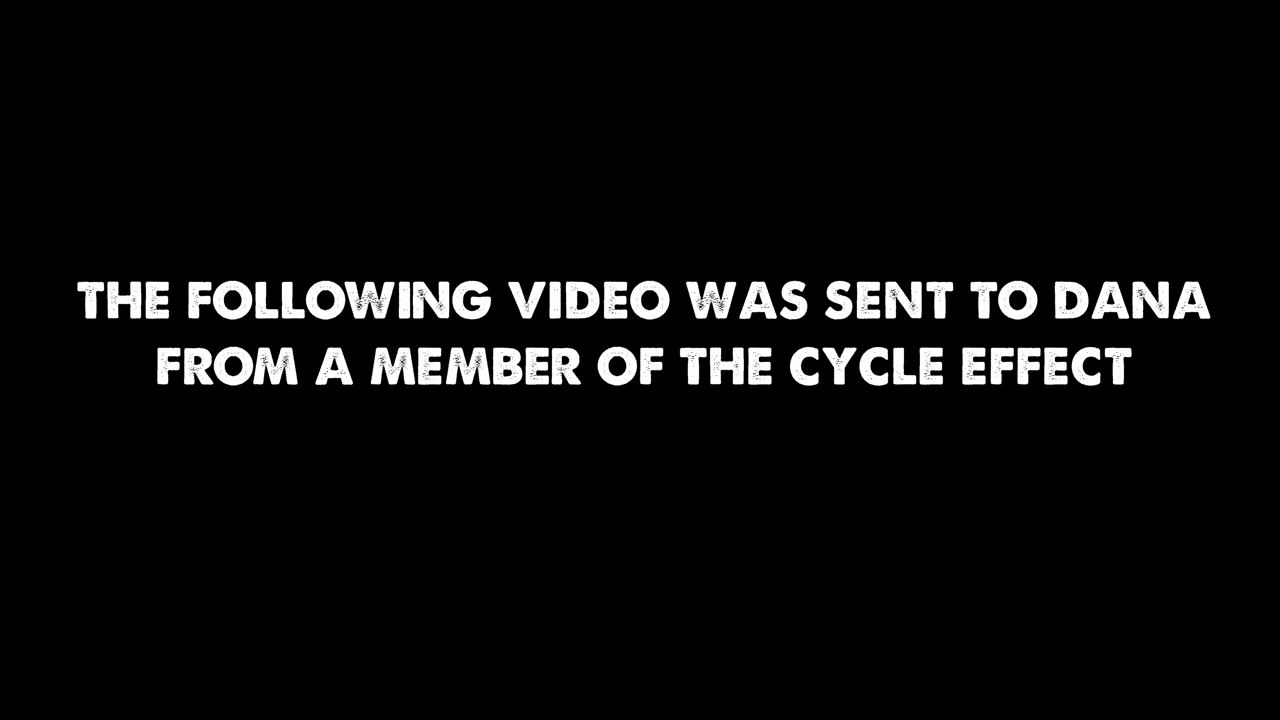 THE FOLLOWING VIDEO WAS SENT TO DANA
FROM A MEMBER OF THE CYCLE EFFECT